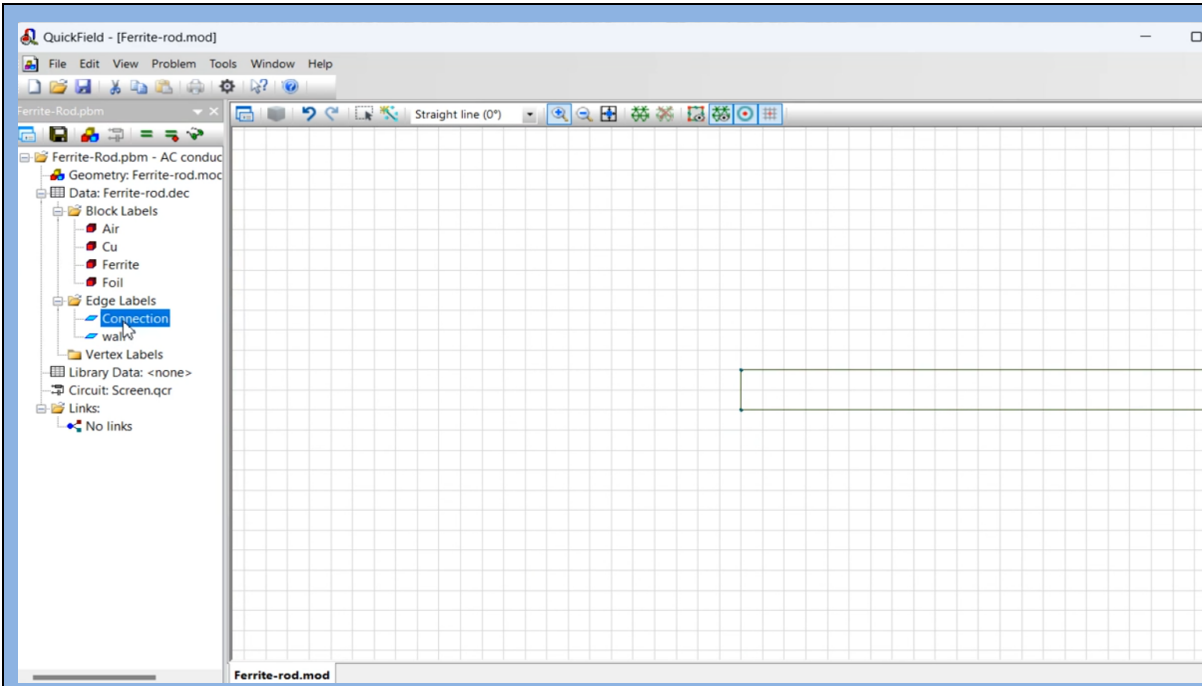 QuickField - [Ferrite-rod.mod]
File Edit View Problem Tools Window Help
Ferrite-Rod.pbm
Straight line (0°)
Ferrite-Rod.pbm - AC conduc
Geometry: Ferrite-rod.mod
Data: Ferrite-rod.dec
Block Labels
Air
Cu
Ferrite
Foil
Edge Labels
Connection
wall
Vertex Labels
Library Data: <none>
Circuit: Screen.qcr
Links:
No links
Ferrite-rod.mod